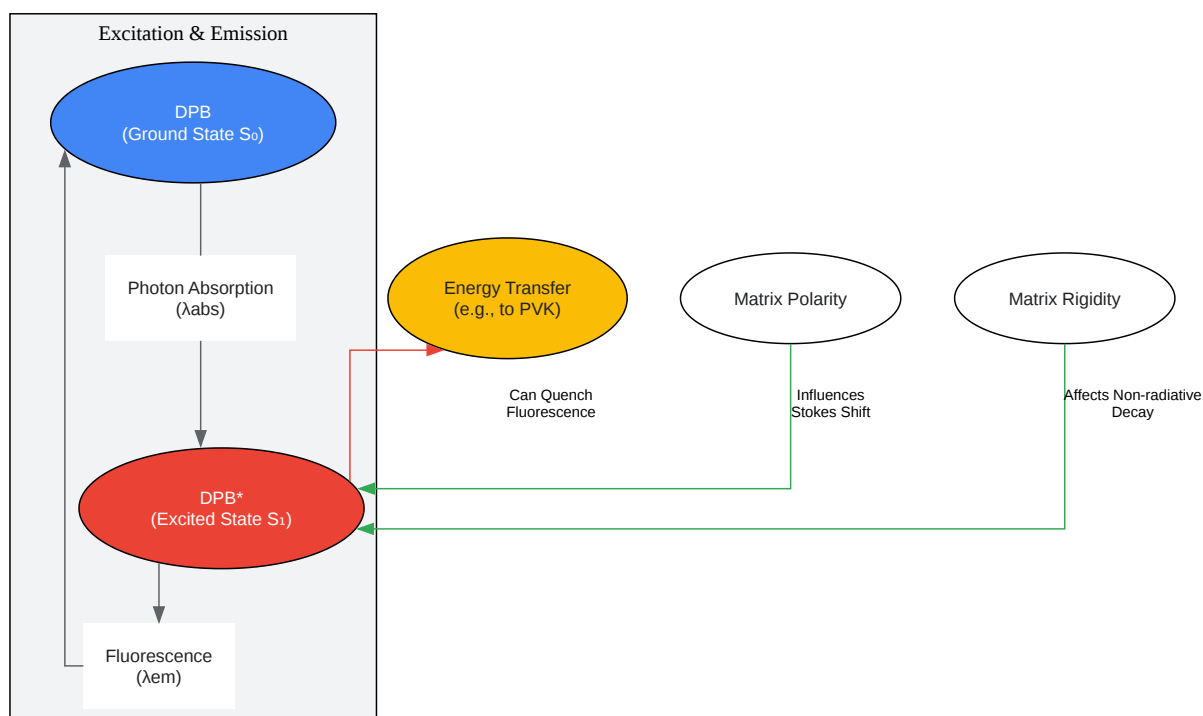 Excitation & Emission
DPB
(Ground State S₀)
Photon Absorption
(λabs)
Energy Transfer
(e.g., to PVK)
Matrix Polarity
Matrix Rigidity
Can Quench
Fluorescence
Influences
Stokes Shift
Affects Non-radiative
Decay
DPB*
(Excited State S₁)
Fluorescence
(λem)